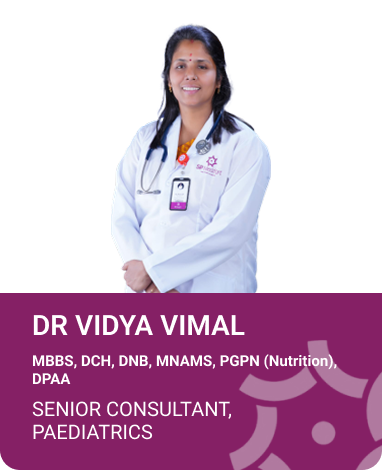 DR VIDYA VIMAL
MBBS, DCH, DNB, MNAMS, PGPN (Nutrition),
DPAA
SENIOR CONSULTANT,
PAEDIATRICS